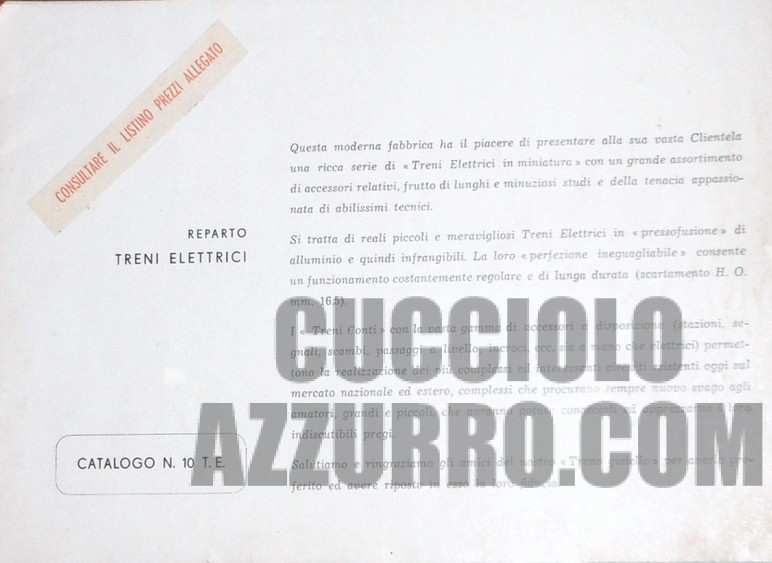 CONSULTARE IL LISTINO PREZZI ALLEGATO
REPARTO
TRENI ELETTRICI
Questa moderna fabbrica ha il piacere di presentare alla sua vasta Clientela
una ricca serie di « Treni Elettrici in miniatura » con un grande assortimento
di accessori relativi, frutto di lunghi e minuziosi studi e della tenacia appassio-
nata di abilissimi tecnici.
Si tratta di reali piccoli e meravigliosi Treni Elettrici in « pressofusione » di
alluminio e quindi infrangibili. La loro « perfezione ineguagliabile » consente
un funzionamento costantemente regolare e di lunga durata (scartamento H. O.
mm. 16,5).
I « Treni Conti » con la vasta gamma di accessori a disposizione (stazioni, se-
gnali, scambi, passaggi a livello, incroci, ecc. sia a mano che elettrici) permet-
tono la realizzazione dei più complessi ed interessanti circuiti esistenti oggi sul
mercato nazionale ed estero, complessi che procurano sempre nuovo svago agli
amatori, grandi e piccoli, che avranno potuto conoscerli ed apprezzarne i loro
indiscutibili pregi.
Salutiamo e ringraziamo gli amici del nostro « Treno gioiello » per averlo pre-
ferito ed avere riposto in esso la loro fiducia.
CATALOGO N. 10 T. E.
CUCCIOLO
AZZURRO.COM